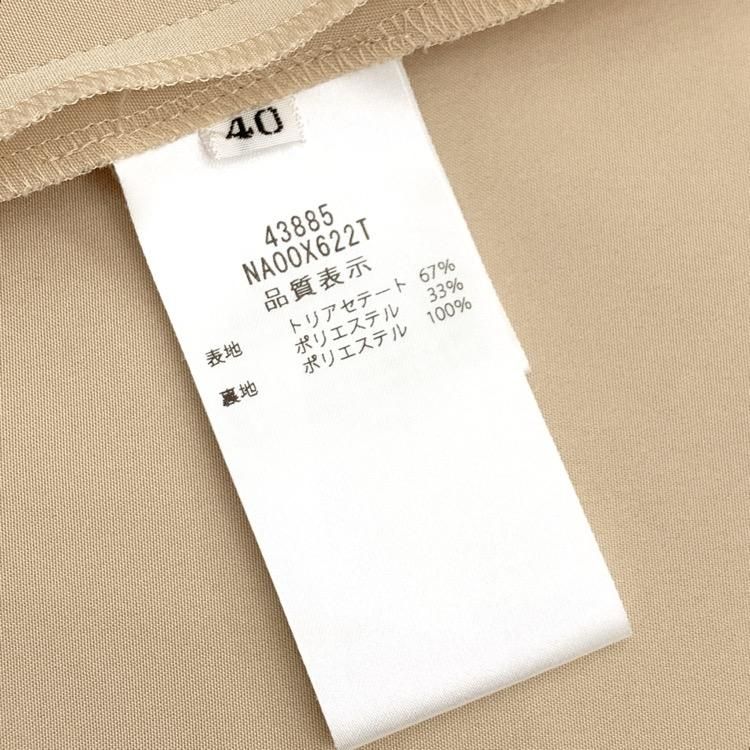 40
43885
NA00X622T
品質表示
表地 トリアセテート 67%
ポリエステル 33%
裏地 ポリエステル 100%